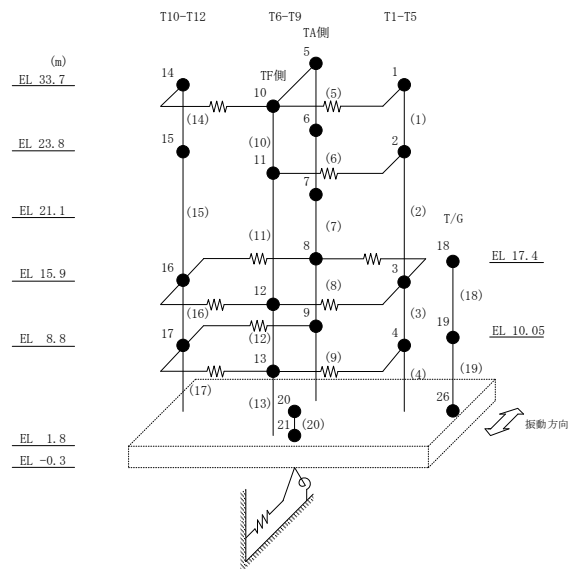 T10-T12 T6-T9 T1-T5
TA側
(m) 5
EL 33.7 14 TF側 1
10
(14) (5) (1)
6
EL 23.8 15 (10) 2
11 (6)
7
EL 21.1 (15) (7) (2) T/G
(11) 8 18 EL 17.4
EL 15.9 16 3
12 (8) (18)
(16) 9 (3)
EL 8.8 17 (12) 4 19 EL 10.05
13 (9)
(17) (13) (4) (19)
20 26
21 (20) 振動方向
EL 1.8
EL -0.3